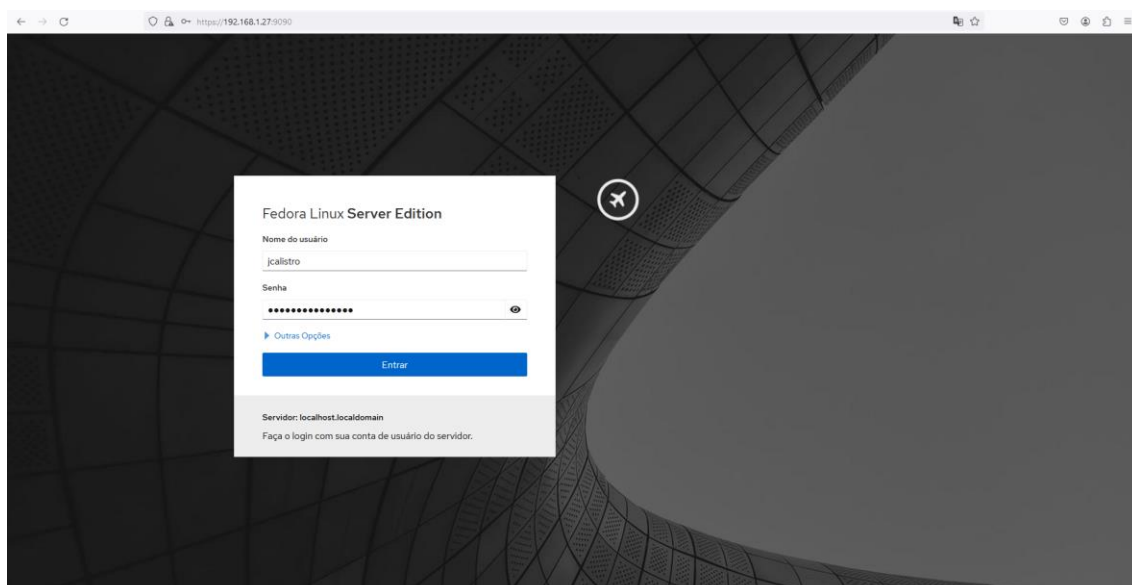 https://192.168.1.27:9090
Fedora Linux Server Edition
Nome do usuário
jcalistro
Senha
Outras Opções
Entrar
Servidor: localhost.localdomain
Faça o login com sua conta de usuário do servidor.